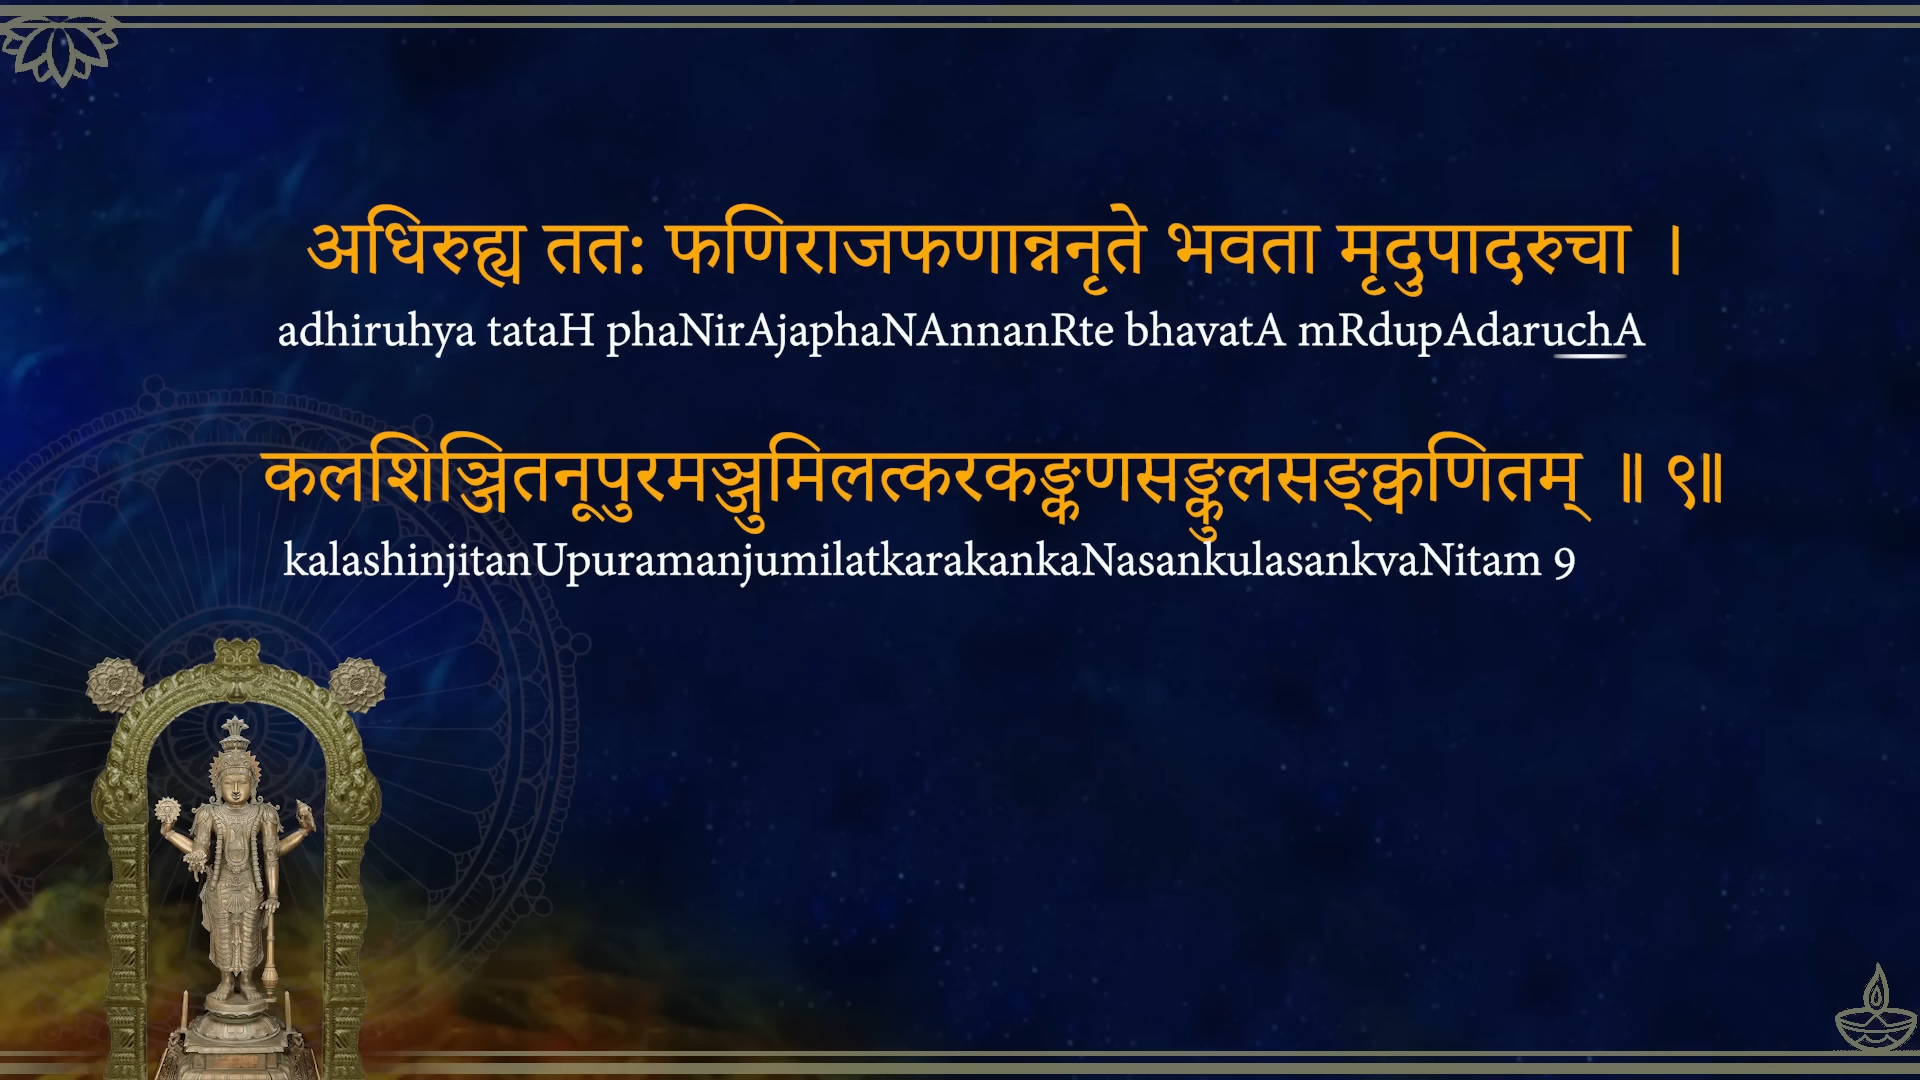 अधिरुह्य ततः फणिराजफणान्ननृते भवता मृदुपादरुचा ।
adhiruhya tataH phaNirAjaphaNAnnanRte bhavatA mRdupAdaruchA
कलशिञ्जितनूपुरमञ्जुमिलत्करकङ्कणसङ्कुलसङ्क्वणितम् ॥ ९॥
kalashinjitanUpuramanjumilatkarakankaNasankulasankvaNitam 9